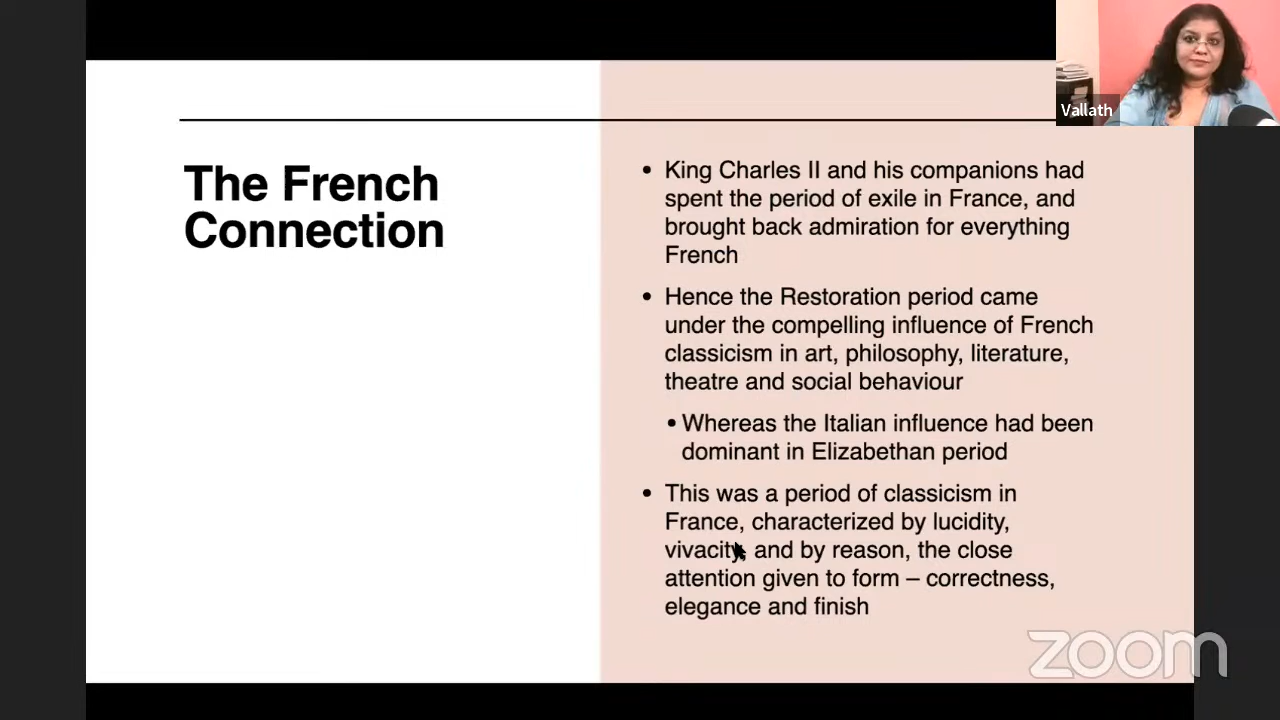 Vallath
The French
Connection
• King Charles II and his companions had
spent the period of exile in France, and
brought back admiration for everything
French
• Hence the Restoration period came
under the compelling influence of French
classicism in art, philosophy, literature,
theatre and social behaviour
• Whereas the Italian influence had been
dominant in Elizabethan period
• This was a period of classicism in
France, characterized by lucidity,
vivacity, and by reason, the close
attention given to form – correctness,
elegance and finish
zoom